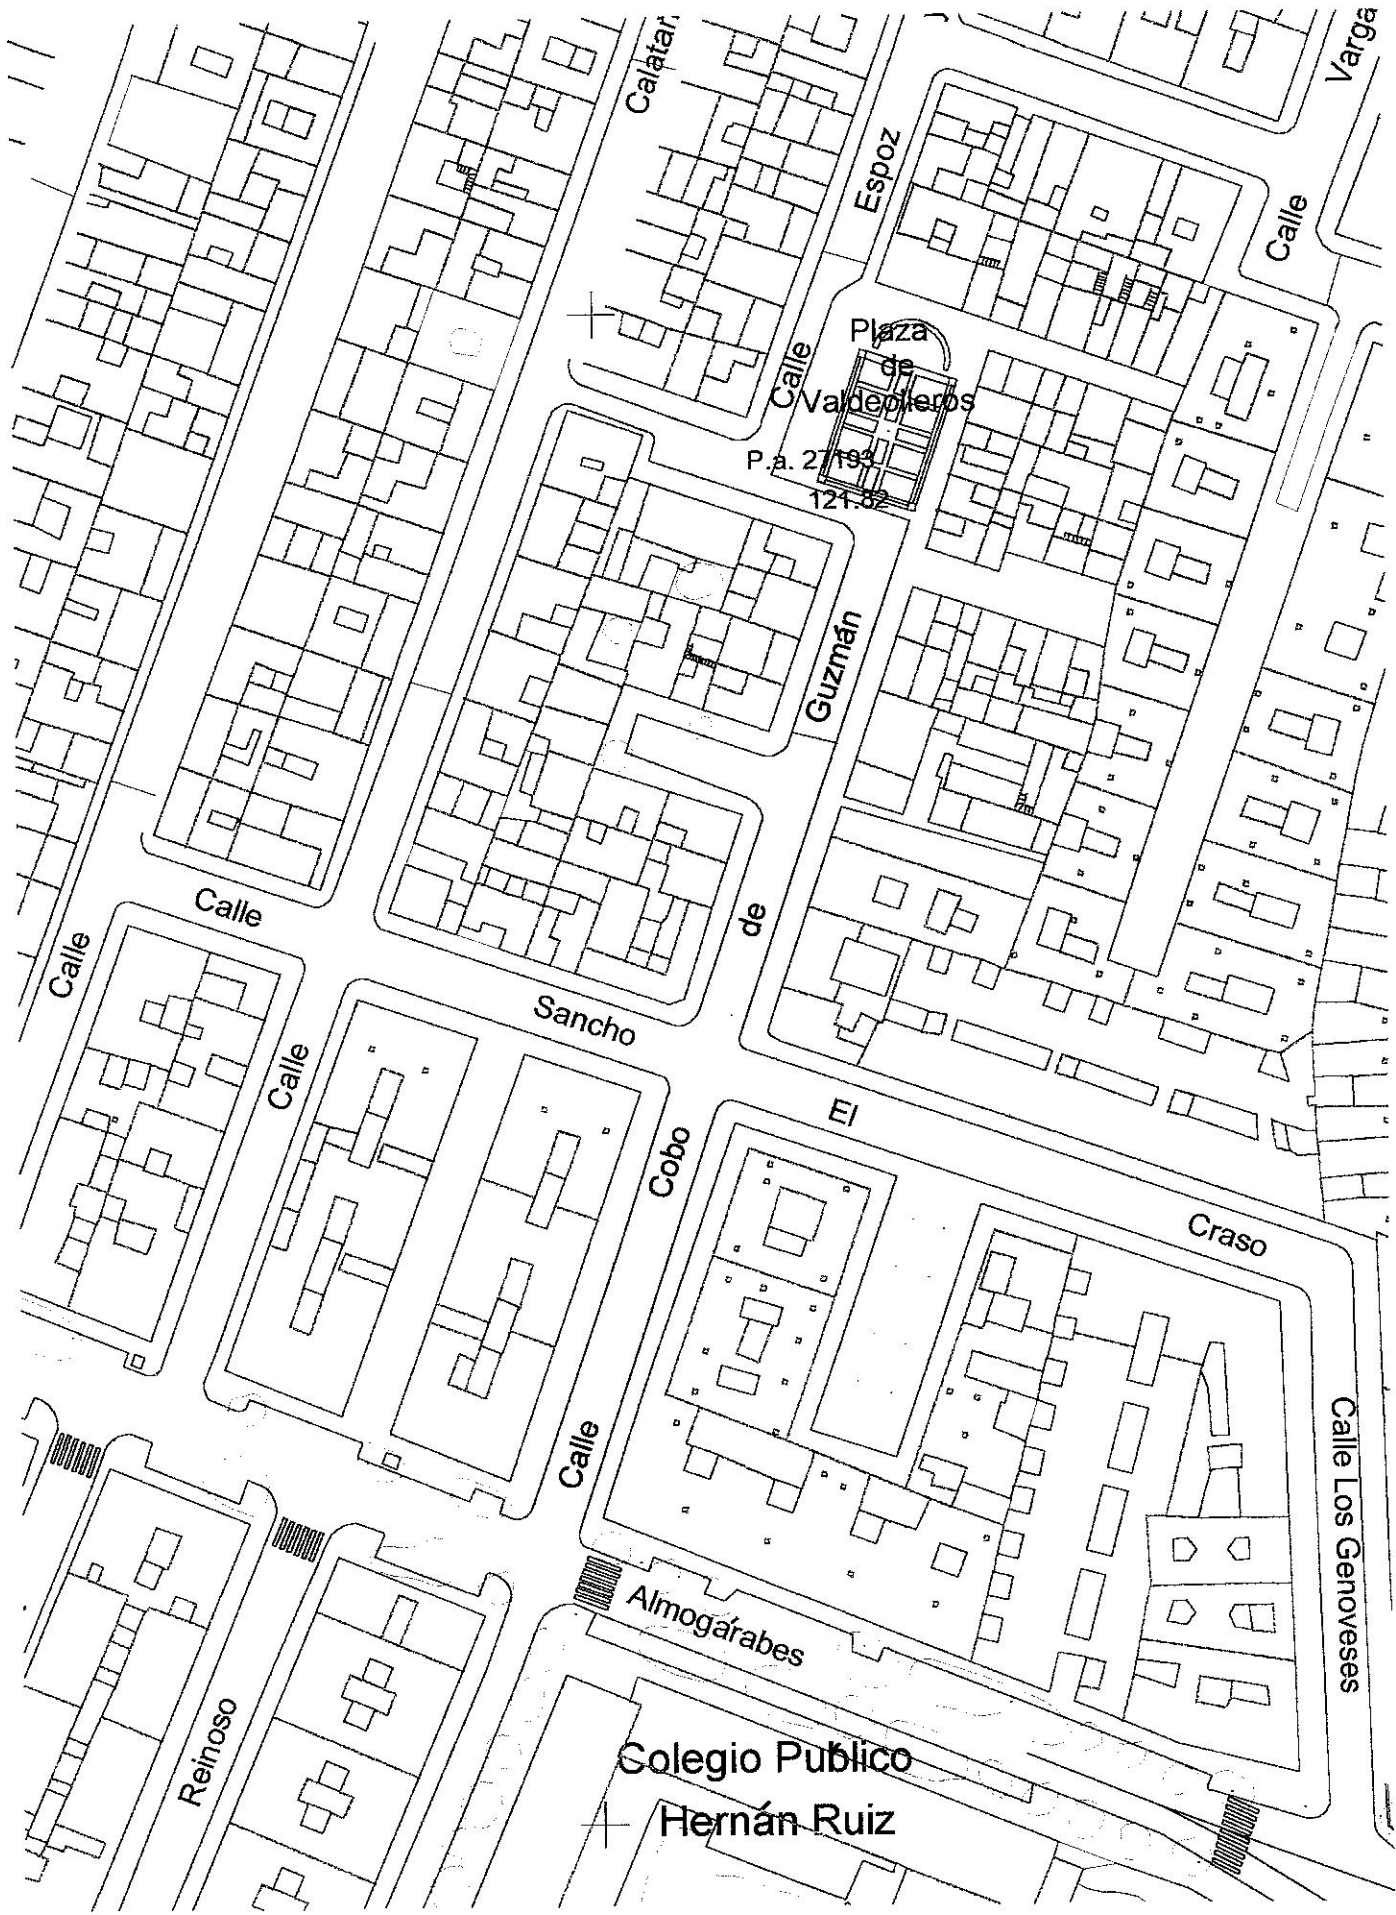 Varga
Espoz
Calle
Plaza
de
Valdeolleros
Calle
P.a. 27193
121.82
Guzmán
Calle
de
Calle
Sancho
Calle
El
Cobo
Craso
Calle
Calle Los Genoveses
Almogárabes
Reinoso
Colegio Publico
Hernán Ruiz